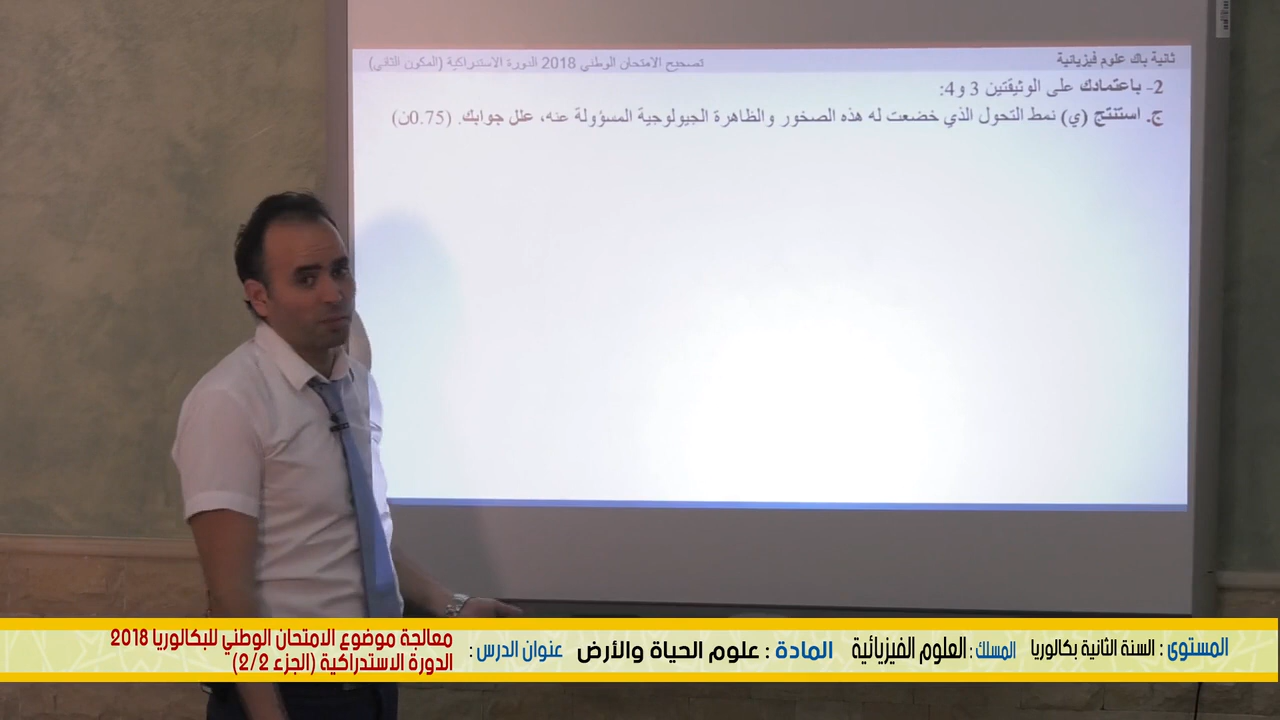 ثانية باك علوم فيزيائية
تصحيح الامتحان الوطني 2018 الدورة الاستدراكية (المكون الثاني)
2- باعتمادك على الوثيقتين 3 و4:
ج. استنتج (ي) نمط التحول الذي خضعت له هذه الصخور والظاهرة الجيولوجية المسؤولة عنه، علل جوابك. (0.75ن)
المستوى : السنة الثانية بكالوريا
المسلك : العلوم الفيزيائية
المادة : علوم الحياة والأرض
عنوان الدرس :
معالجة موضوع الامتحان الوطني للبكالوريا 2018
الدورة الاستدراكية (الجزء 2/2)